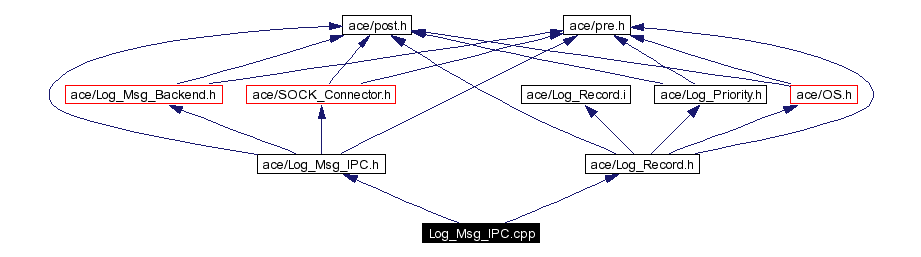 ace/post.h
ace/pre.h
ace/Log_Msg_Backend.h
ace/SOCK_Connector.h
ace/Log_Record.i
ace/Log_Priority.h
ace/OS.h
ace/Log_Msg_IPC.h
ace/Log_Record.h
Log_Msg_IPC.cpp